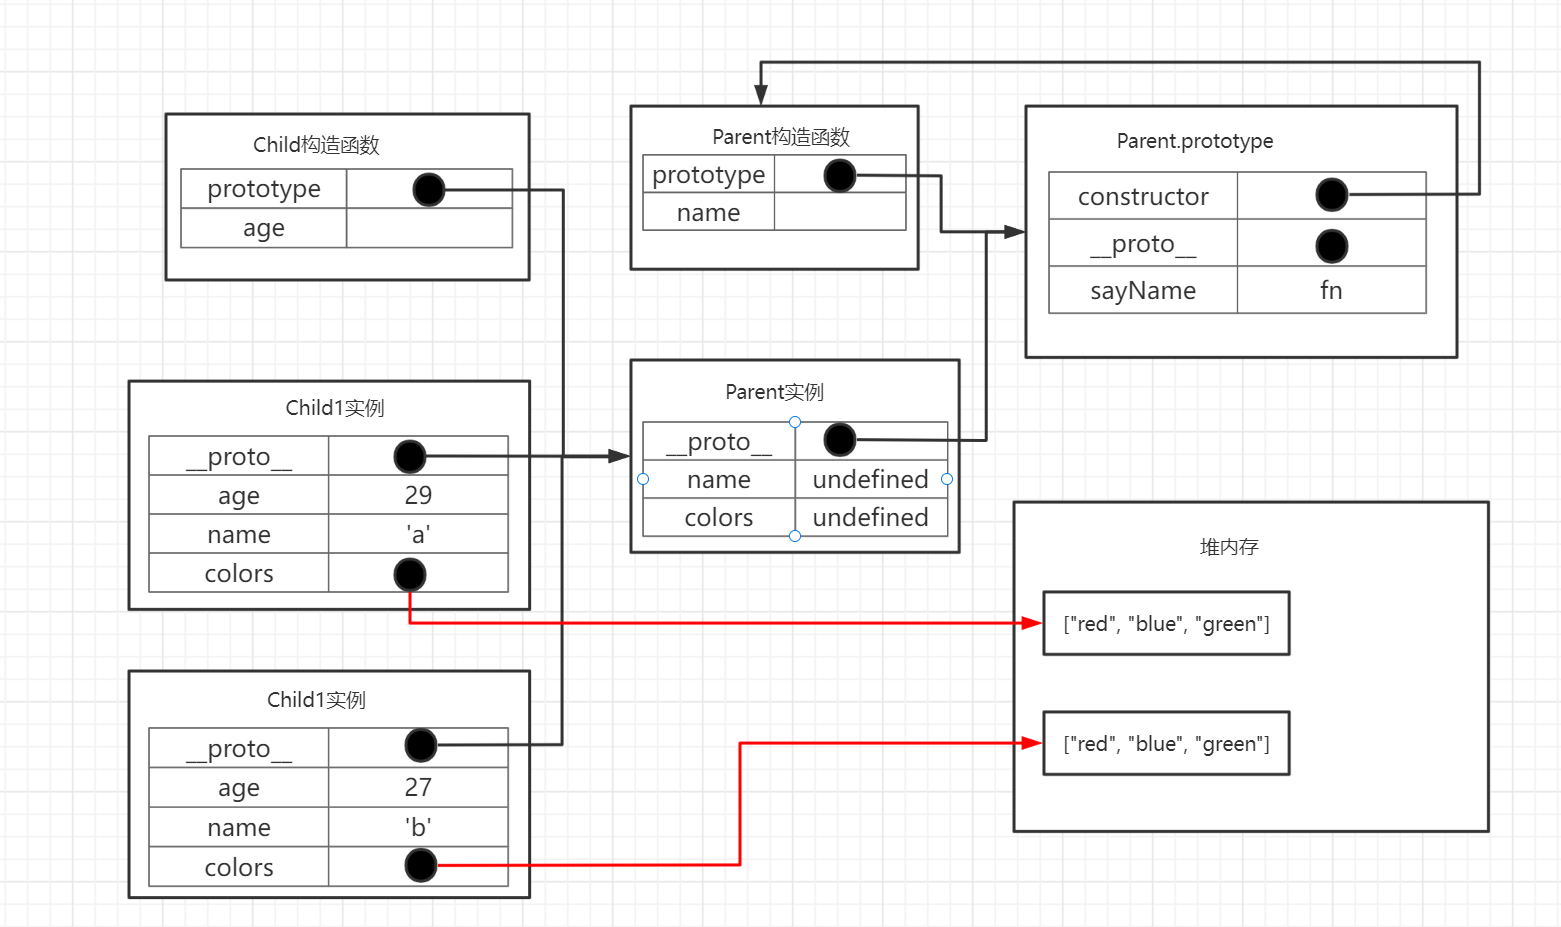 Child构造函数
prototype
age
Parent构造函数
prototype
name
Parent.prototype
constructor
__proto__
sayName fn
Child1实例
__proto__
age 29
name 'a'
colors
Parent实例
__proto__
name undefined
colors undefined
堆内存
["red", "blue", "green"]
["red", "blue", "green"]
Child1实例
__proto__
age 27
name 'b'
colors